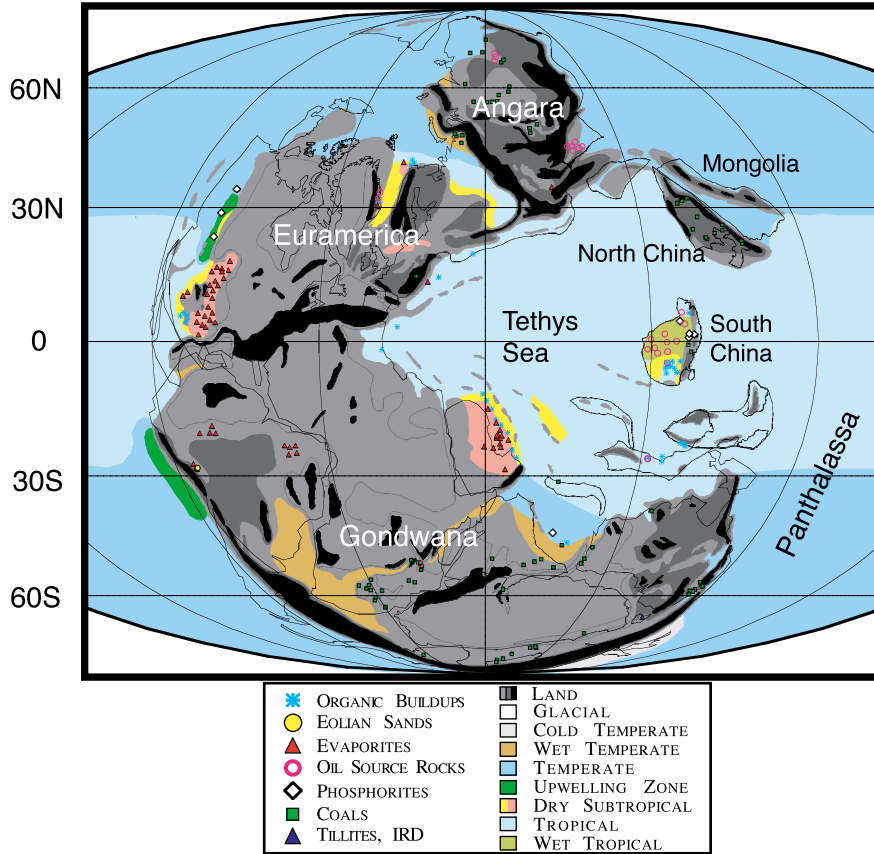 60N
Angara
Mongolia
30N
Euramerica
North China
Tethys
Sea
South
China
0
Panthalassa
30S
Gondwana
60S
ORGANIC BUILDUPS
EOLIAN SANDS
EVAPORITES
OIL SOURCE ROCKS
PHOSPHORITES
COALS
TILLITES, IRD
LAND
GLACIAL
COLD TEMPERATE
WET TEMPERATE
TEMPERATE
UPWELLING ZONE
DRY SUBTROPICAL
TROPICAL
WET TROPICAL